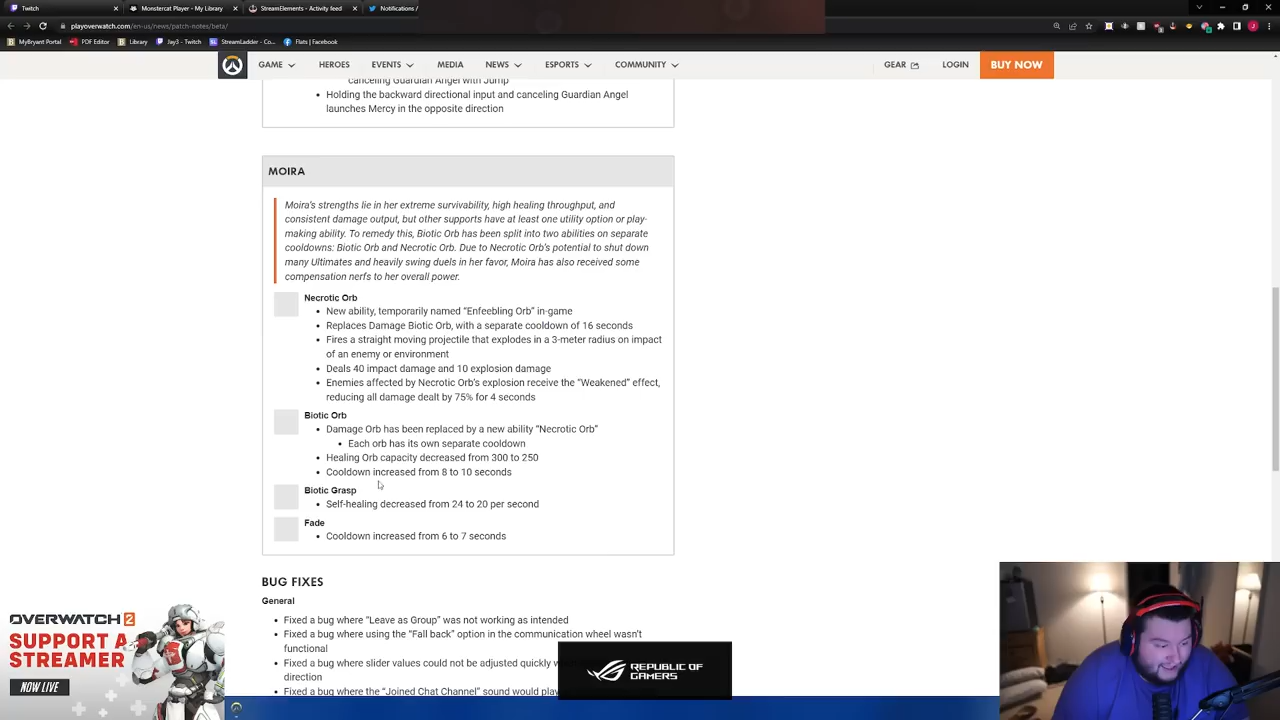 Twitch
Monstercat Player - My Library
StreamElements - Activity feed
Notifications /
playoverwatch.com/en-us/news/patch-notes/beta/
MyBryant Portal
PDF Editor
Library
Jay3 - Twitch
StreamLadder - Co...
Flats | Facebook
GAME
HEROES
EVENTS
MEDIA
NEWS
ESPORTS
COMMUNITY
GEAR
LOGIN
BUY NOW
canceling Guardian Angel with Jump
Holding the backward directional input and canceling Guardian Angel
launches Mercy in the opposite direction
MOIRA
Moira's strengths lie in her extreme survivability, high healing throughput, and
consistent damage output, but other supports have at least one utility option or play-
making ability. To remedy this, Biotic Orb has been split into two abilities on separate
cooldowns: Biotic Orb and Necrotic Orb. Due to Necrotic Orb's potential to shut down
many Ultimates and heavily swing duels in her favor, Moira has also received some
compensation nerfs to her overall power.
Necrotic Orb
New ability, temporarily named "Enfeebling Orb" in-game
Replaces Damage Biotic Orb, with a separate cooldown of 16 seconds
Fires a straight moving projectile that explodes in a 3-meter radius on impact
of an enemy or environment
Deals 40 impact damage and 10 explosion damage
Enemies affected by Necrotic Orb's explosion receive the "Weakened" effect,
reducing all damage dealt by 75% for 4 seconds
Biotic Orb
Damage Orb has been replaced by a new ability "Necrotic Orb"
Each orb has its own separate cooldown
Healing Orb capacity decreased from 300 to 250
Cooldown increased from 8 to 10 seconds
Biotic Grasp
Self-healing decreased from 24 to 20 per second
Fade
Cooldown increased from 6 to 7 seconds
BUG FIXES
General
Fixed a bug where "Leave as Group" was not working as intended
Fixed a bug where using the "Fall back" option in the communication wheel wasn't
functional
Fixed a bug where slider values could not be adjusted quickly
direction
Fixed a bug where the "Joined Chat Channel" sound would play
OVERWATCH 2
SUPPORT A
STREAMER
NOW LIVE
REPUBLIC OF
GAMERS